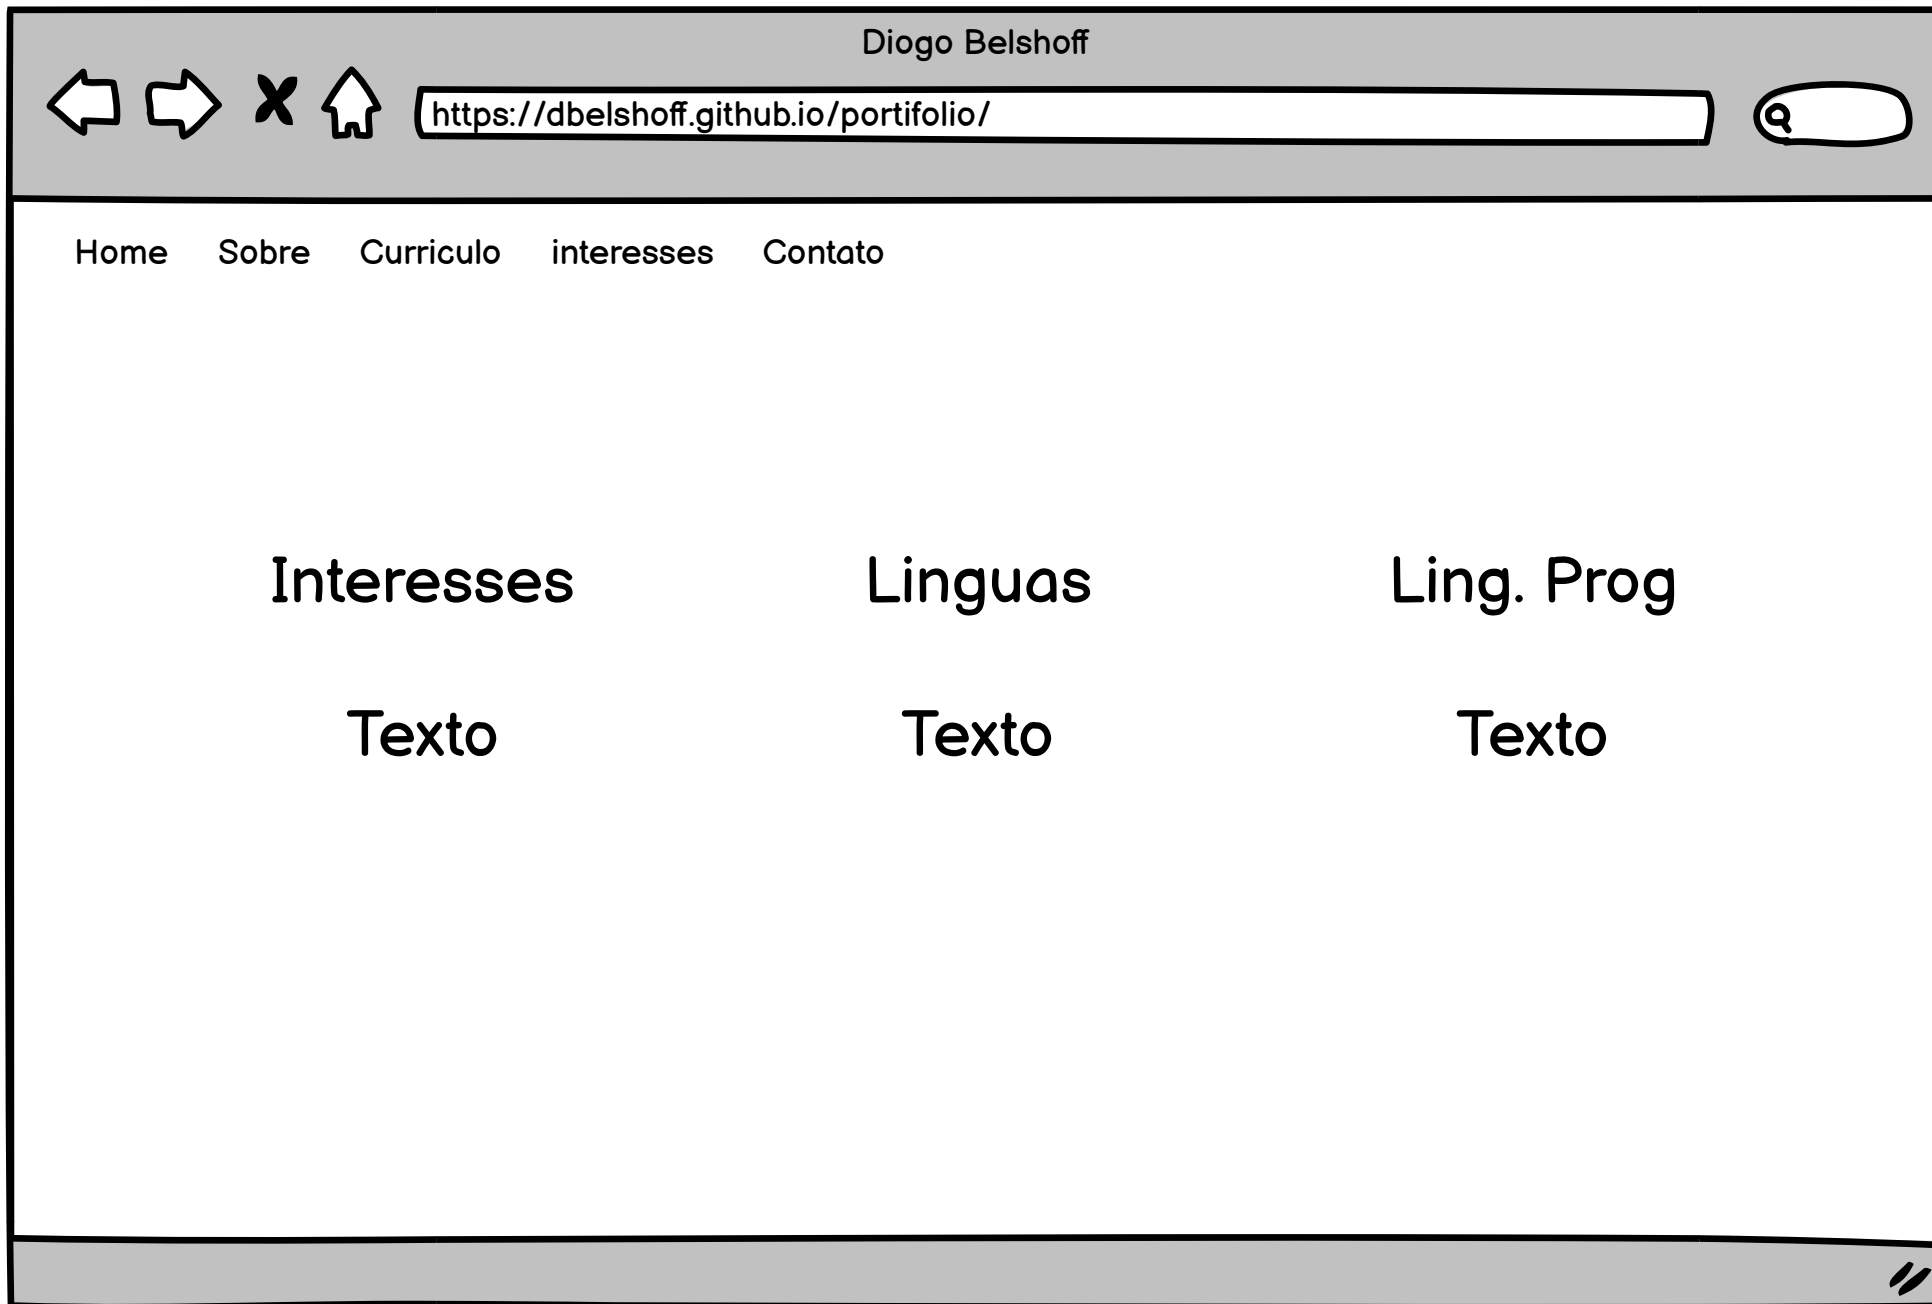 Diogo Belshoff
https://dbelshoff.github.io/portifolio/
Home Sobre Curriculo interesses Contato
Interesses Linguas Ling. Prog
Texto Texto Texto